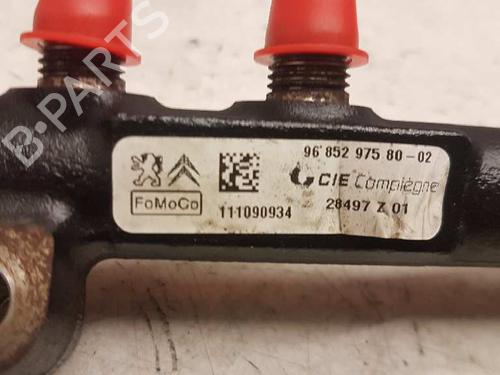 B-PARTS
96 852 975 80-02
CIE Compiègne
FoMoCo
111090934
28497 Z 01